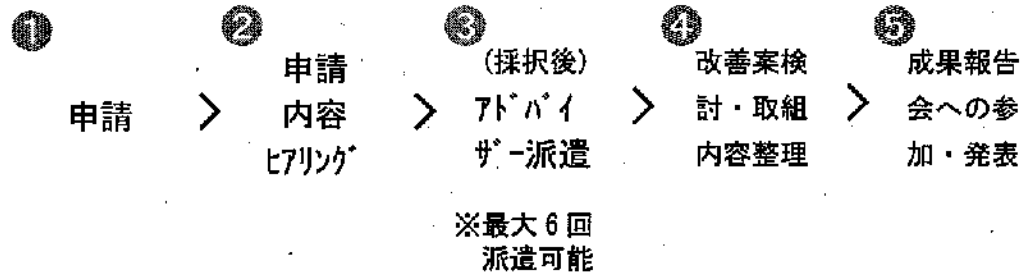 ❶
申請
>
❷
申請
内容
ﾋｱﾘﾝｸﾞ
>
❸
(採択後)
ｱﾄﾞﾊﾞｲ
ｻﾞｰ派遣
※最大6回
派遣可能
>
❹
改善案検
討・取組
内容整理
>
❺
成果報告
会への参
加・発表